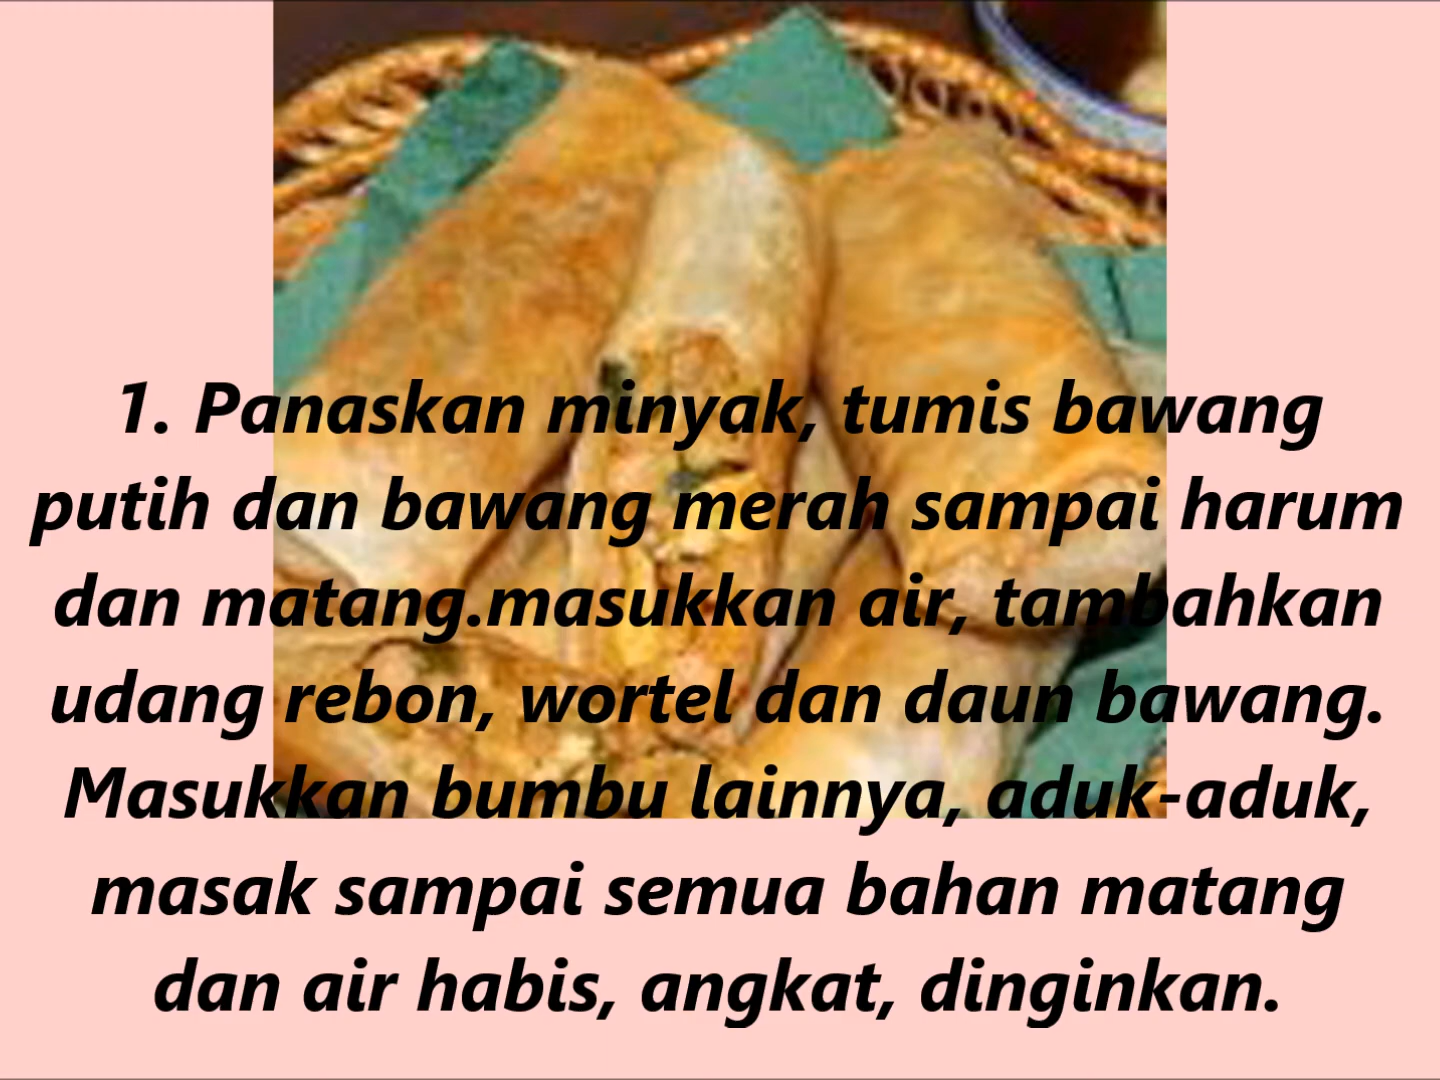 1. Panaskan minyak, tumis bawang
putih dan bawang merah sampai harum
dan matang.masukkan air, tambahkan
udang rebon, wortel dan daun bawang.
Masukkan bumbu lainnya, aduk-aduk,
masak sampai semua bahan matang
dan air habis, angkat, dinginkan.